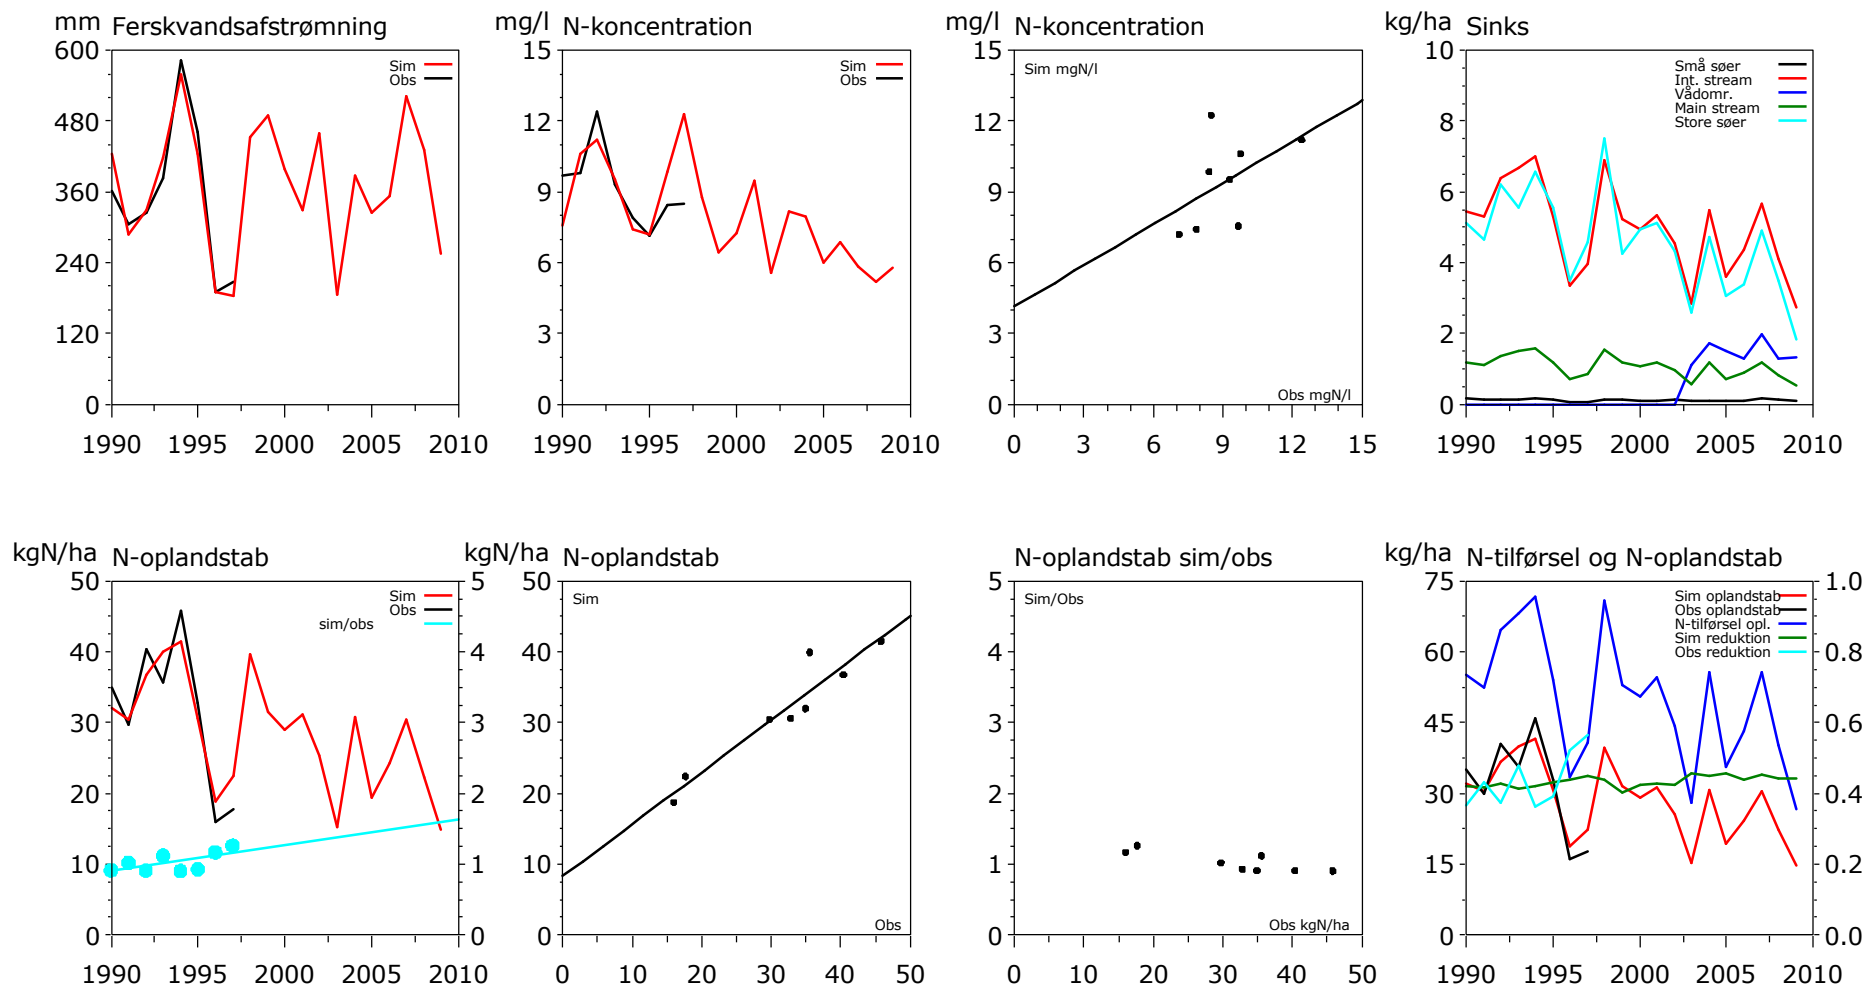 mm Ferskvandsafstrømning
Sim
Obs
600
480
360
240
120
0
1990 1995 2000 2005 2010
mg/l N-koncentration
Sim
Obs
15
12
9
6
3
0
1990 1995 2000 2005 2010
mg/l N-koncentration
Sim mgN/l
15
12
9
6
3
0
Obs mgN/l
0 3 6 9 12 15
kg/ha Sinks
Små søer
Int. stream
Vådomr.
Main stream
Store søer
10
8
6
4
2
0
1990 1995 2000 2005 2010
kgN/ha N-oplandstab
Sim
Obs
sim/obs
50
40
30
20
10
0
5
4
3
2
1
0
1990 1995 2000 2005 2010
kgN/ha N-oplandstab
Sim
50
40
30
20
10
0
Obs
0 10 20 30 40 50
N-oplandstab sim/obs
Sim/Obs
5
4
3
2
1
0
Obs kgN/ha
0 10 20 30 40 50
kg/ha N-tilførsel og N-oplandstab
Sim oplandstab
Obs oplandstab
N-tilførsel opl.
Sim reduktion
Obs reduktion
75
60
45
30
15
0
1.0
0.8
0.6
0.4
0.2
0.0
1990 1995 2000 2005 2010